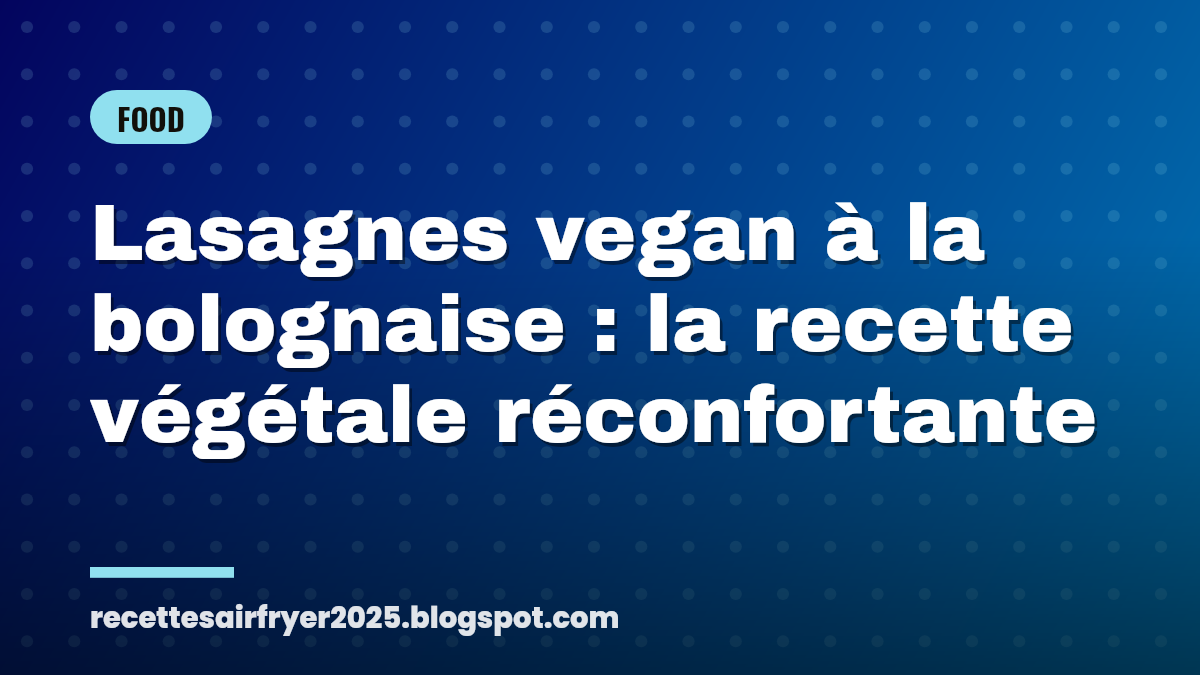 FOOD
Lasagnes vegan à la
bolognaise : la recette
végétale réconfortante
recettesairfryer2025.blogspot.com